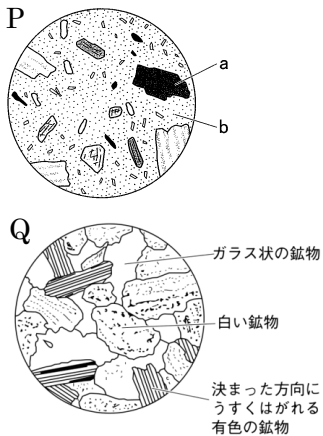 P
a
b
Q
ガラス状の鉱物
白い鉱物
決まった方向に
うすくはがれる
有色の鉱物